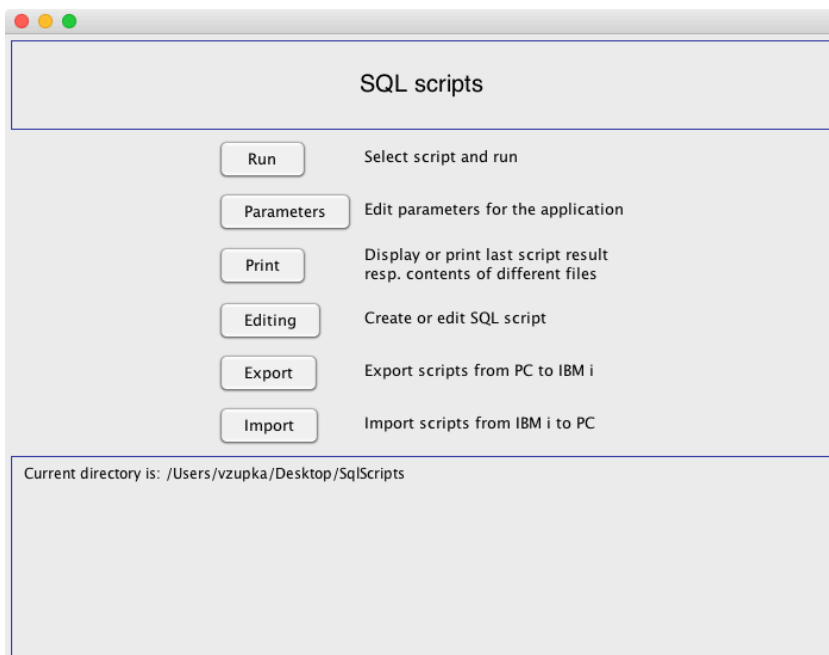 SQL scripts
Run Select script and run
Parameters Edit parameters for the application
Print Display or print last script result
resp. contents of different files
Editing Create or edit SQL script
Export Export scripts from PC to IBM i
Import Import scripts from IBM i to PC
Current directory is: /Users/vzupka/Desktop/SqlScripts